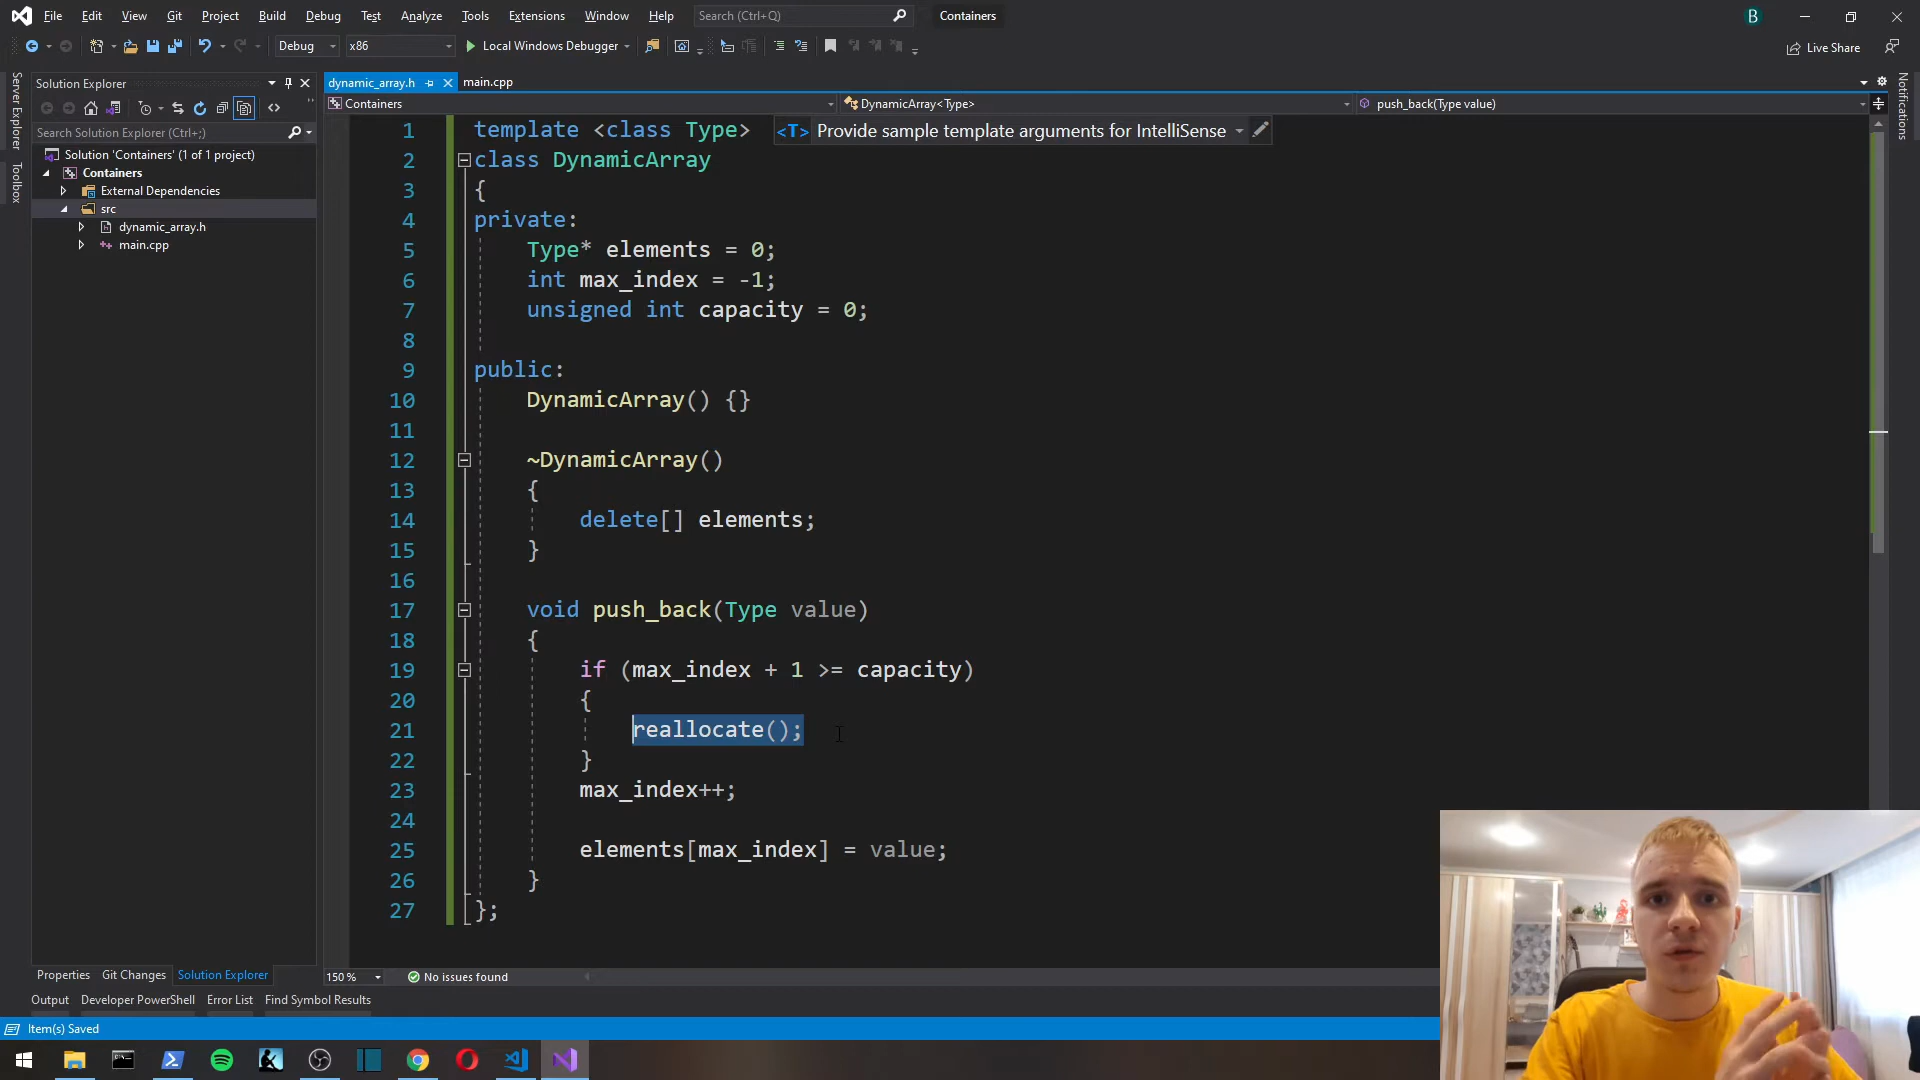 File Edit View Git Project Build Debug Test Analyze Tools Extensions Window Help Search (Ctrl+Q) Containers B
Debug x86 Local Windows Debugger Live Share
Server Explorer
Toolbox
Solution Explorer
Search Solution Explorer (Ctrl+;)
Solution 'Containers' (1 of 1 project)
Containers
External Dependencies
src
dynamic_array.h
main.cpp
dynamic_array.h main.cpp
Containers DynamicArray<Type> push_back(Type value)
<T> Provide sample template arguments for IntelliSense
1 template <class Type>
2 class DynamicArray
3 {
4 private:
5 Type* elements = 0;
6 int max_index = -1;
7 unsigned int capacity = 0;
8
9 public:
10 DynamicArray() {}
11
12 ~DynamicArray()
13 {
14 delete[] elements;
15 }
16
17 void push_back(Type value)
18 {
19 if (max_index + 1 >= capacity)
20 {
21 reallocate();
22 }
23 max_index++;
24
25 elements[max_index] = value;
26 }
27 };
Notifications
Properties Git Changes Solution Explorer
150 % No issues found
Output Developer PowerShell Error List Find Symbol Results
Item(s) Saved